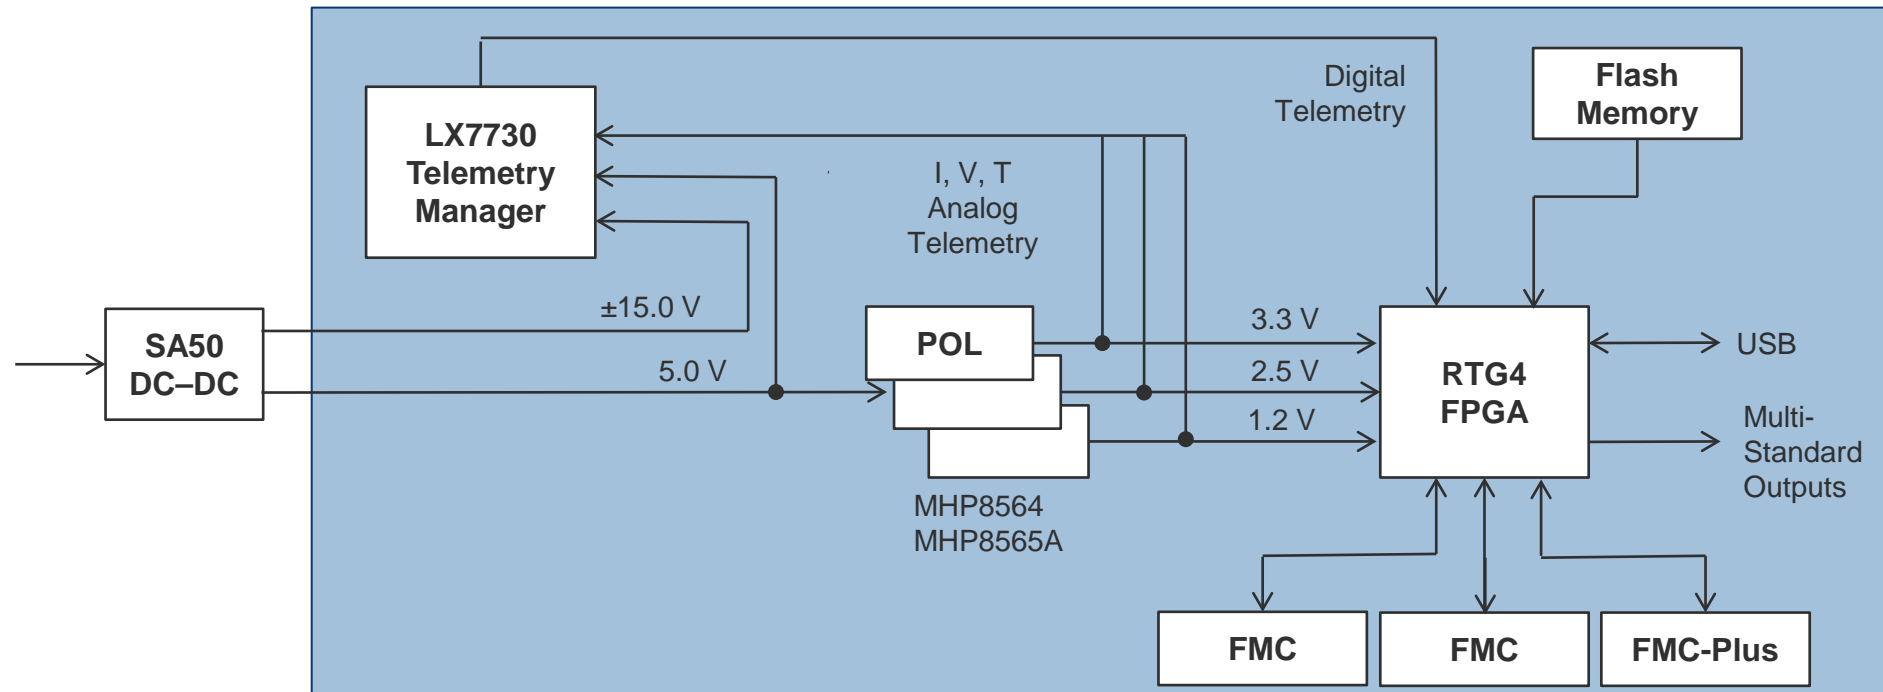 Digital
Telemetry
Flash
Memory
LX7730
Telemetry
Manager
I, V, T
Analog
Telemetry
±15.0 V
SA50
DC–DC
5.0 V
POL
3.3 V
2.5 V
1.2 V
RTG4
FPGA
USB
Multi-
Standard
Outputs
MHP8564
MHP8565A
FMC
FMC
FMC-Plus